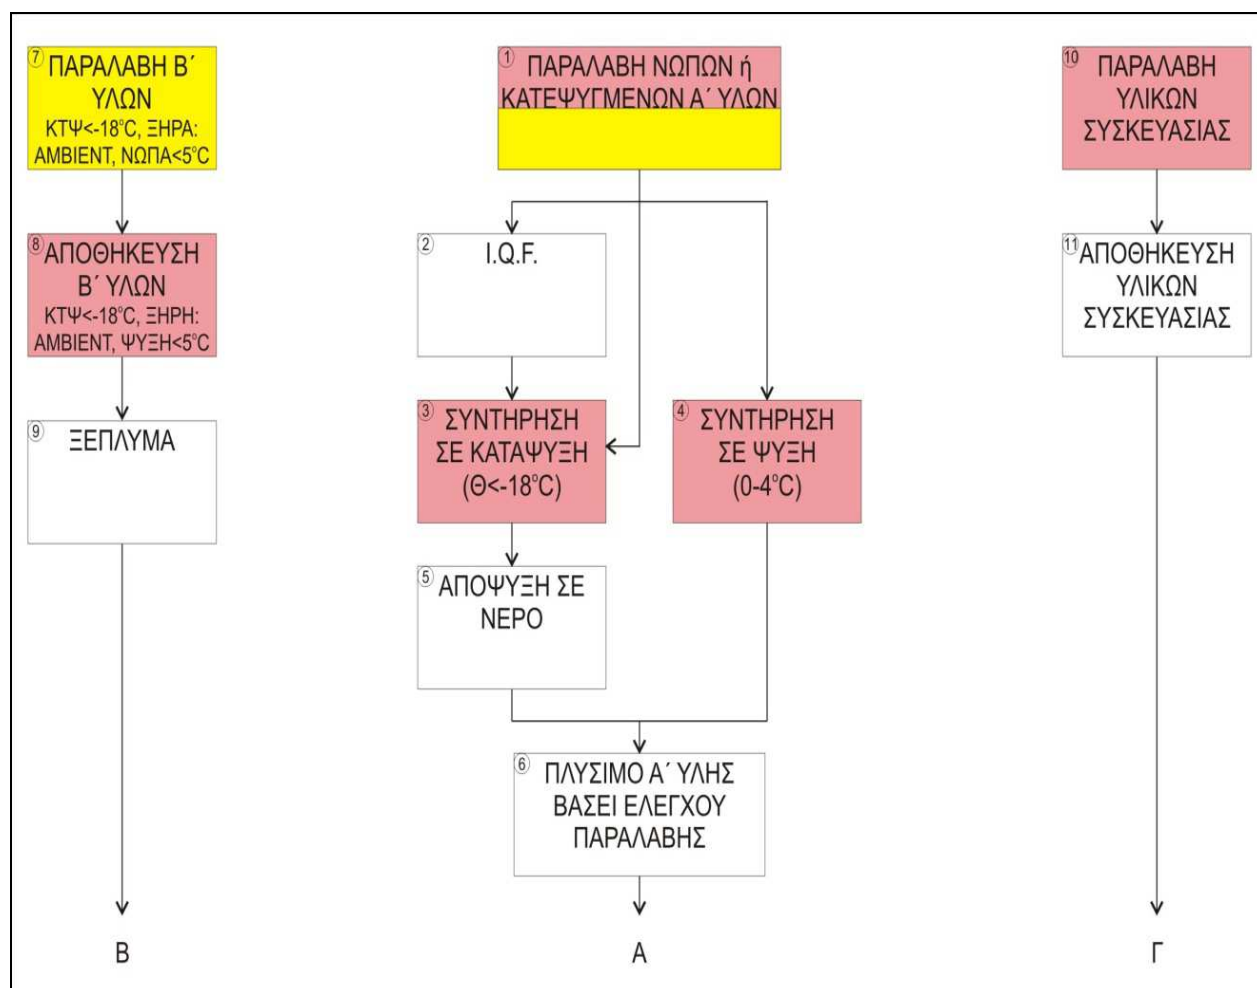 7
ΠΑΡΑΛΑΒΗ Β΄
ΥΛΩΝ
ΚΤΨ<-18°C, ΞΗΡΑ:
AMBIENT, ΝΩΠΑ<5°C
8
ΑΠΟΘΗΚΕΥΣΗ
Β΄ ΥΛΩΝ
ΚΤΨ<-18°C, ΞΗΡΗ:
AMBIENT, ΨΥΞΗ<5°C
9
ΞΕΠΛΥΜΑ
Β
1
ΠΑΡΑΛΑΒΗ ΝΩΠΩΝ ή
ΚΑΤΕΨΥΓΜΕΝΩΝ Α΄ ΥΛΩΝ
2
I.Q.F.
3
ΣΥΝΤΗΡΗΣΗ
ΣΕ ΚΑΤΑΨΥΞΗ
(Θ<-18°C)
4
ΣΥΝΤΗΡΗΣΗ
ΣΕ ΨΥΞΗ
(0-4°C)
5
ΑΠΟΨΥΞΗ ΣΕ
ΝΕΡΟ
6
ΠΛΥΣΙΜΟ Α΄ ΥΛΗΣ
ΒΑΣΕΙ ΕΛΕΓΧΟΥ
ΠΑΡΑΛΑΒΗΣ
Α
10
ΠΑΡΑΛΑΒΗ
ΥΛΙΚΩΝ
ΣΥΣΚΕΥΑΣΙΑΣ
11
ΑΠΟΘΗΚΕΥΣΗ
ΥΛΙΚΩΝ
ΣΥΣΚΕΥΑΣΙΑΣ
Γ